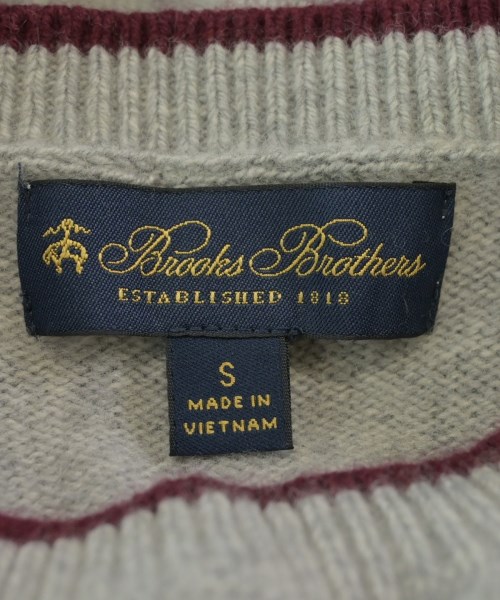 Brooks Brothers
ESTABLISHED 1818
S
MADE IN
VIETNAM